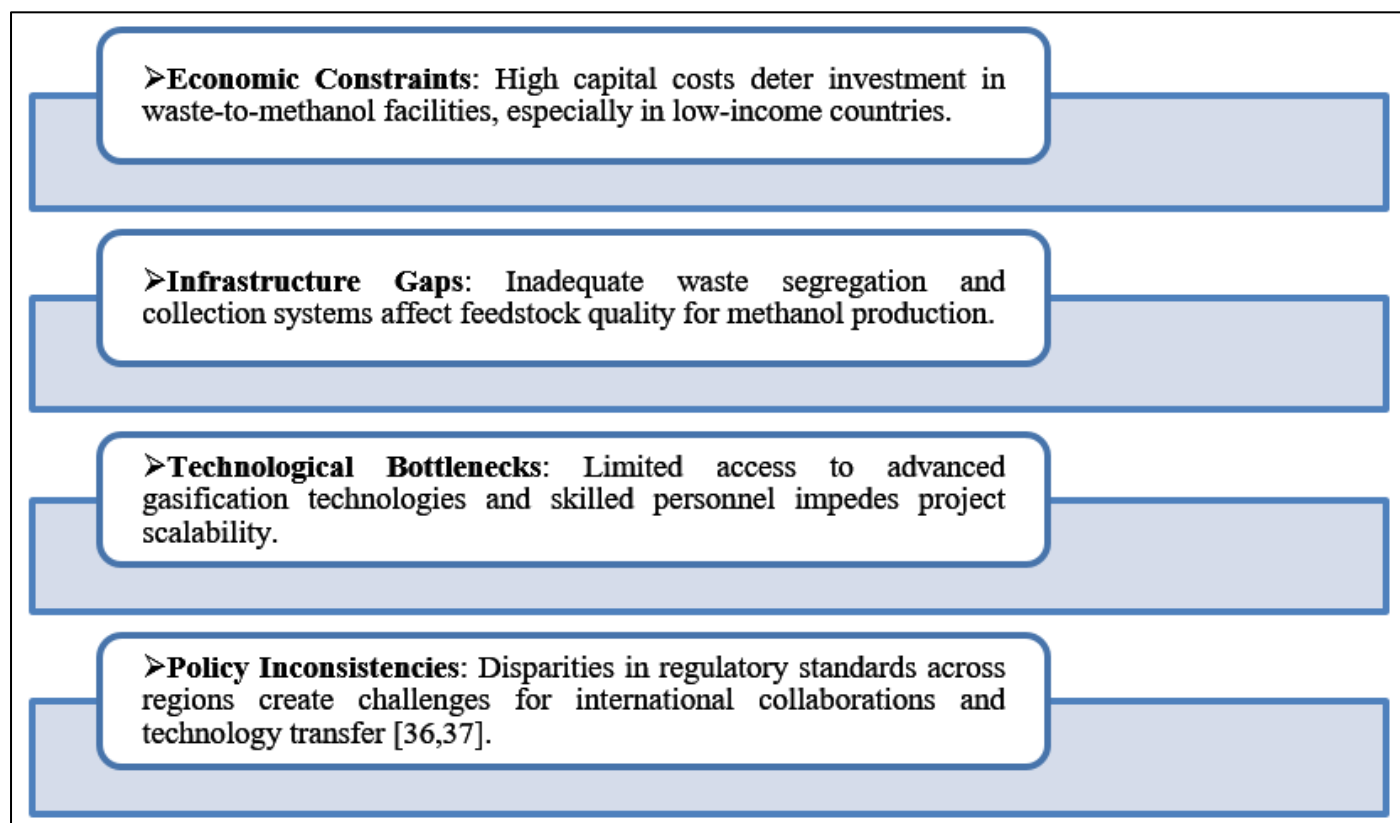 ➢Economic Constraints: High capital costs deter investment in
waste-to-methanol facilities, especially in low-income countries.
➢Infrastructure Gaps: Inadequate waste segregation and
collection systems affect feedstock quality for methanol production.
➢Technological Bottlenecks: Limited access to advanced
gasification technologies and skilled personnel impedes project
scalability.
➢Policy Inconsistencies: Disparities in regulatory standards across
regions create challenges for international collaborations and
technology transfer [36,37].